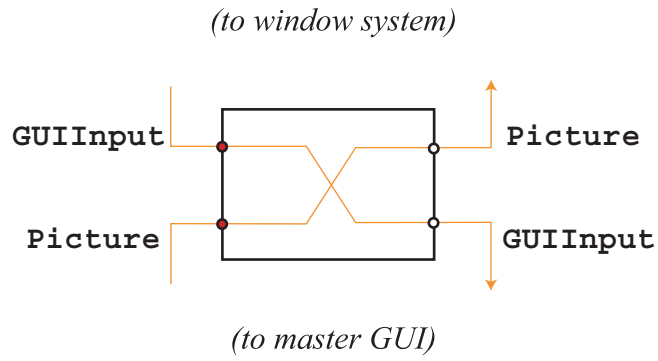 (to window system)
GUIInput
Picture
Picture
GUIInput
(to master GUI)